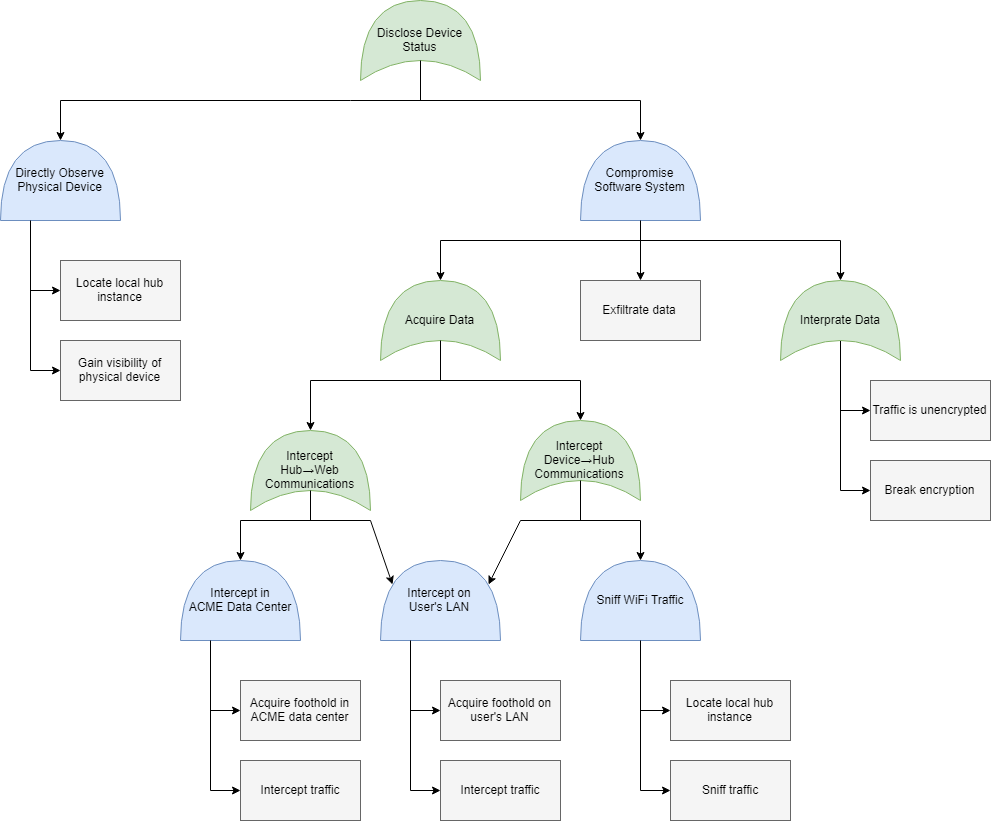 Disclose Device
Status
Directly Observe
Physical Device
Compromise
Software System
Locate local hub
instance
Gain visibility of
physical device
Acquire Data
Exfiltrate data
Interprate Data
Traffic is unencrypted
Break encryption
Intercept
Hub→Web
Communications
Intercept
Device→Hub
Communications
Intercept in
ACME Data Center
Intercept on
User's LAN
Sniff WiFi Traffic
Acquire foothold in
ACME data center
Acquire foothold on
user's LAN
Locate local hub
instance
Intercept traffic
Intercept traffic
Sniff traffic